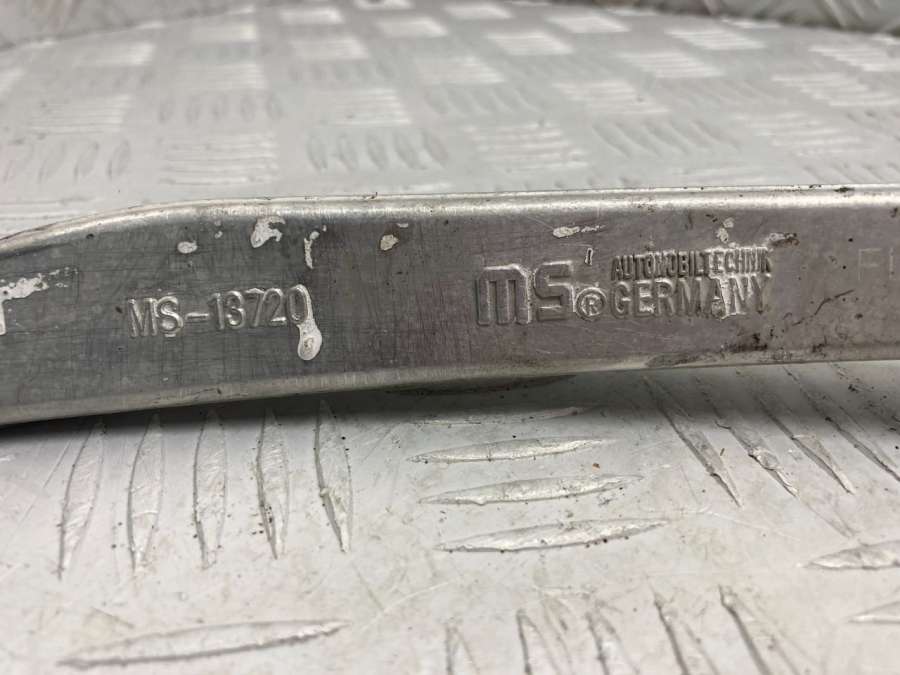 MS-13720
MS® AUTOMOBILTECHNIK
GERMANY